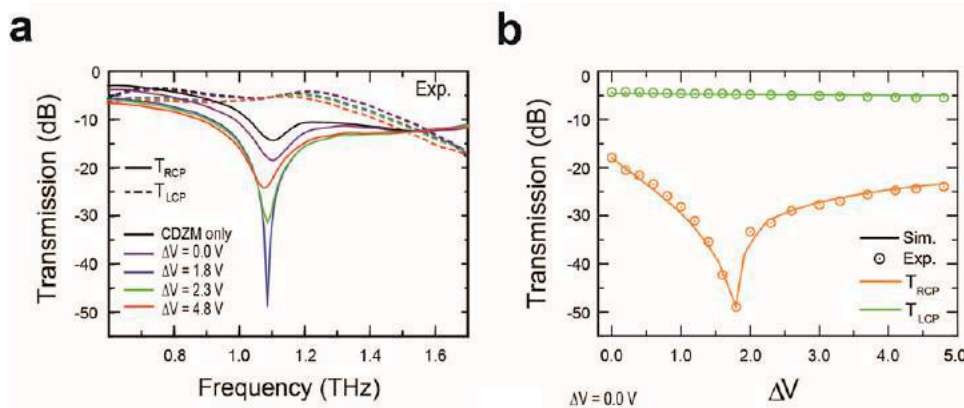 a
Transmission (dB)
0
-10
-20
-30
-40
-50
Exp.
T_RCP
T_LCP
CDZM only
ΔV = 0.0 V
ΔV = 1.8 V
ΔV = 2.3 V
ΔV = 4.8 V
0.8 1.0 1.2 1.4 1.6
Frequency (THz)
b
Transmission (dB)
0
-10
-20
-30
-40
-50
Sim.
Exp.
T_RCP
T_LCP
0.0 1.0 2.0 3.0 4.0 5.0
ΔV = 0.0 V
ΔV